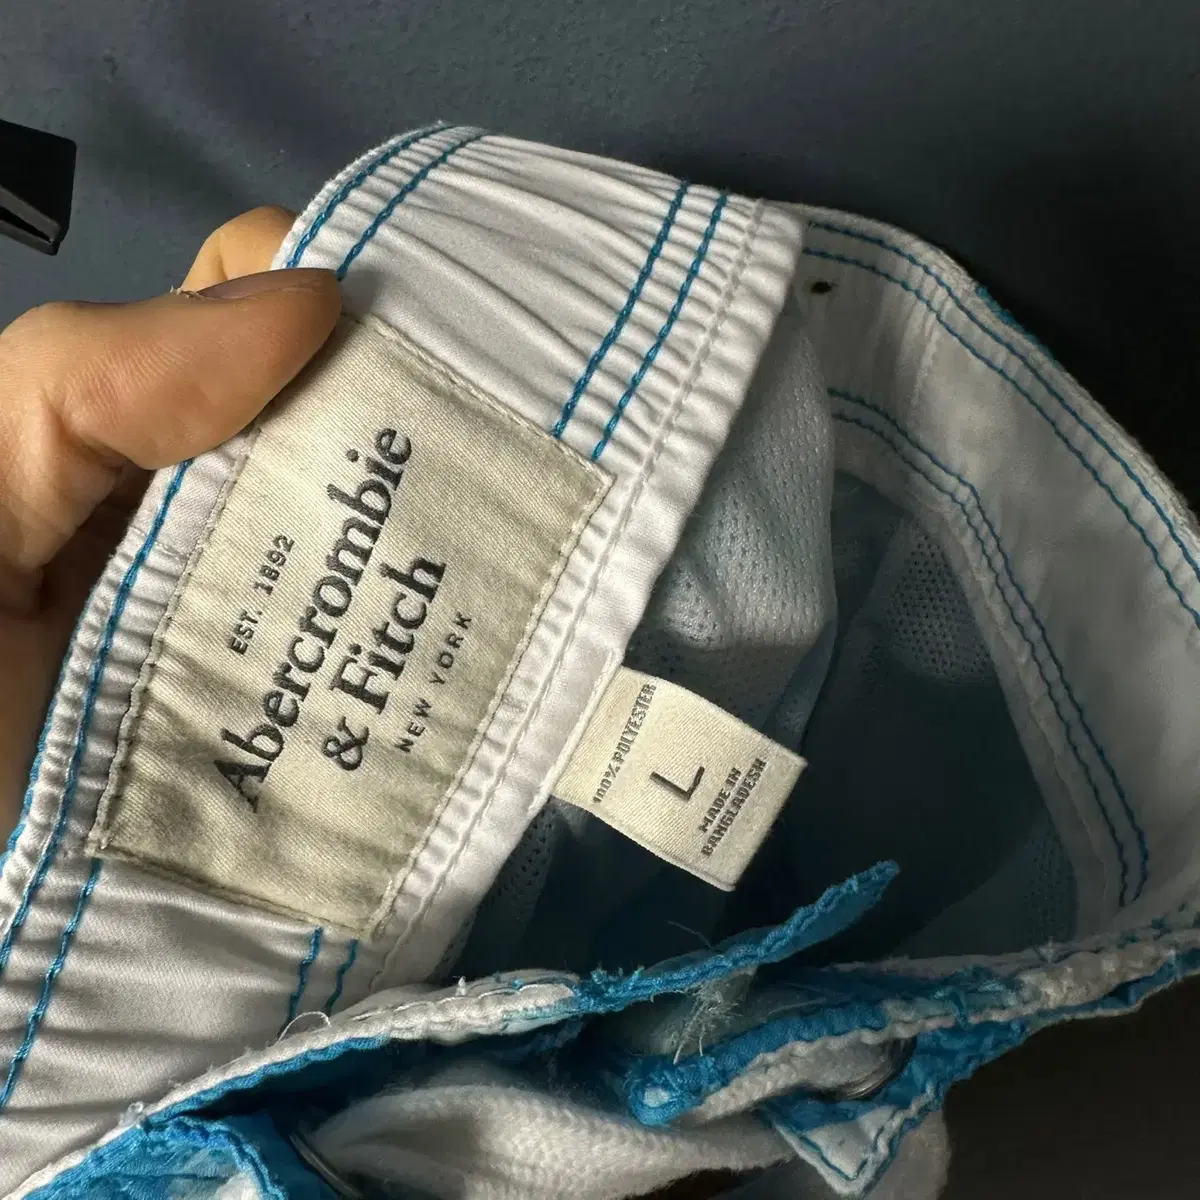 EST. 1892
Abercrombie
& Fitch
NEW YORK
100% POLYESTER
L
MADE IN
BANGLADESH